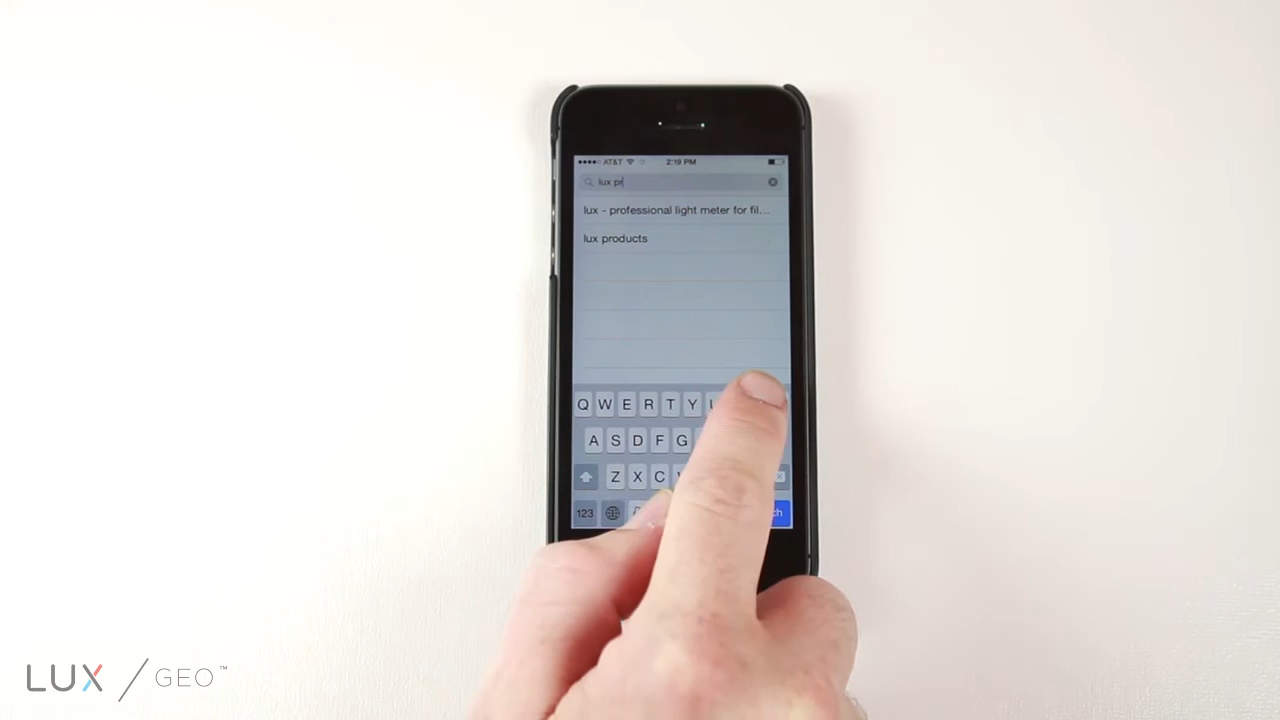 AT&T 2:19 PM
lux pr
lux - professional light meter for fil...
lux products
Q W E R T Y
A S D F G
Z X C
123
LUX / GEO™